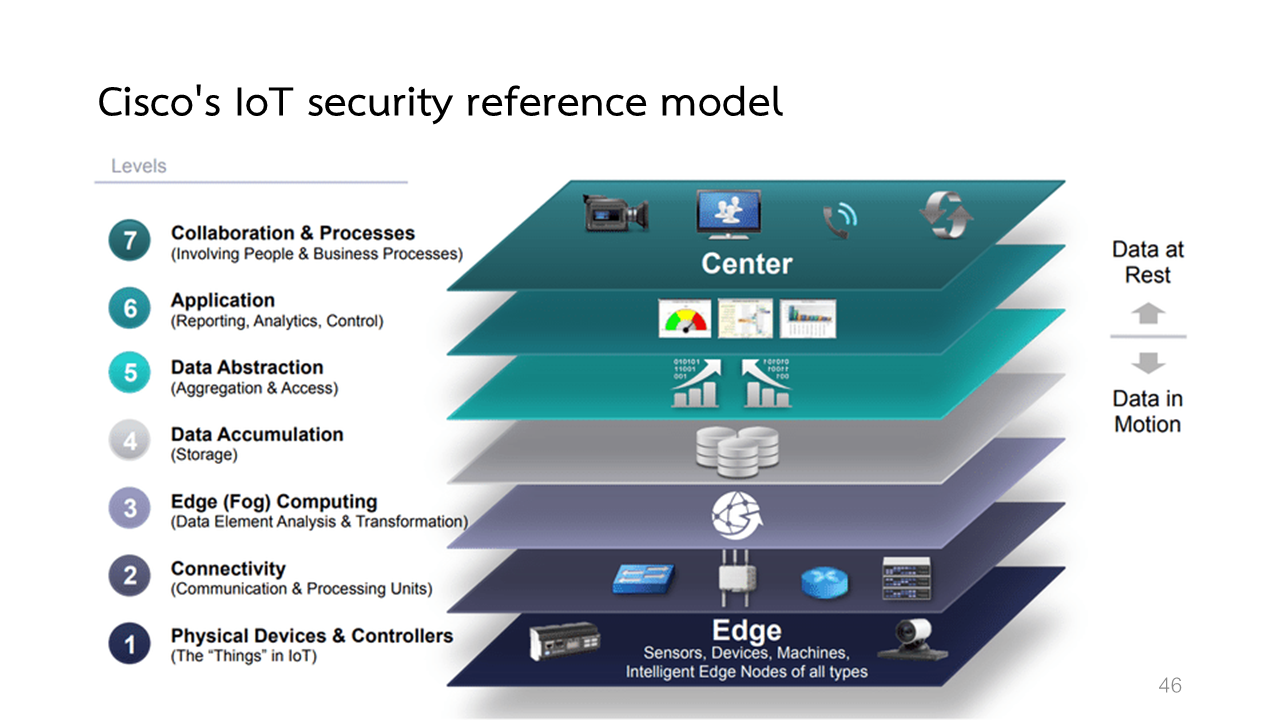 Cisco's IoT security reference model
Levels
7
Collaboration & Processes
(Involving People & Business Processes)
6
Application
(Reporting, Analytics, Control)
5
Data Abstraction
(Aggregation & Access)
4
Data Accumulation
(Storage)
3
Edge (Fog) Computing
(Data Element Analysis & Transformation)
2
Connectivity
(Communication & Processing Units)
1
Physical Devices & Controllers
(The “Things” in IoT)
Center
010101
11001
001
Edge
Sensors, Devices, Machines,
Intelligent Edge Nodes of all types
Data at
Rest
Data in
Motion
46